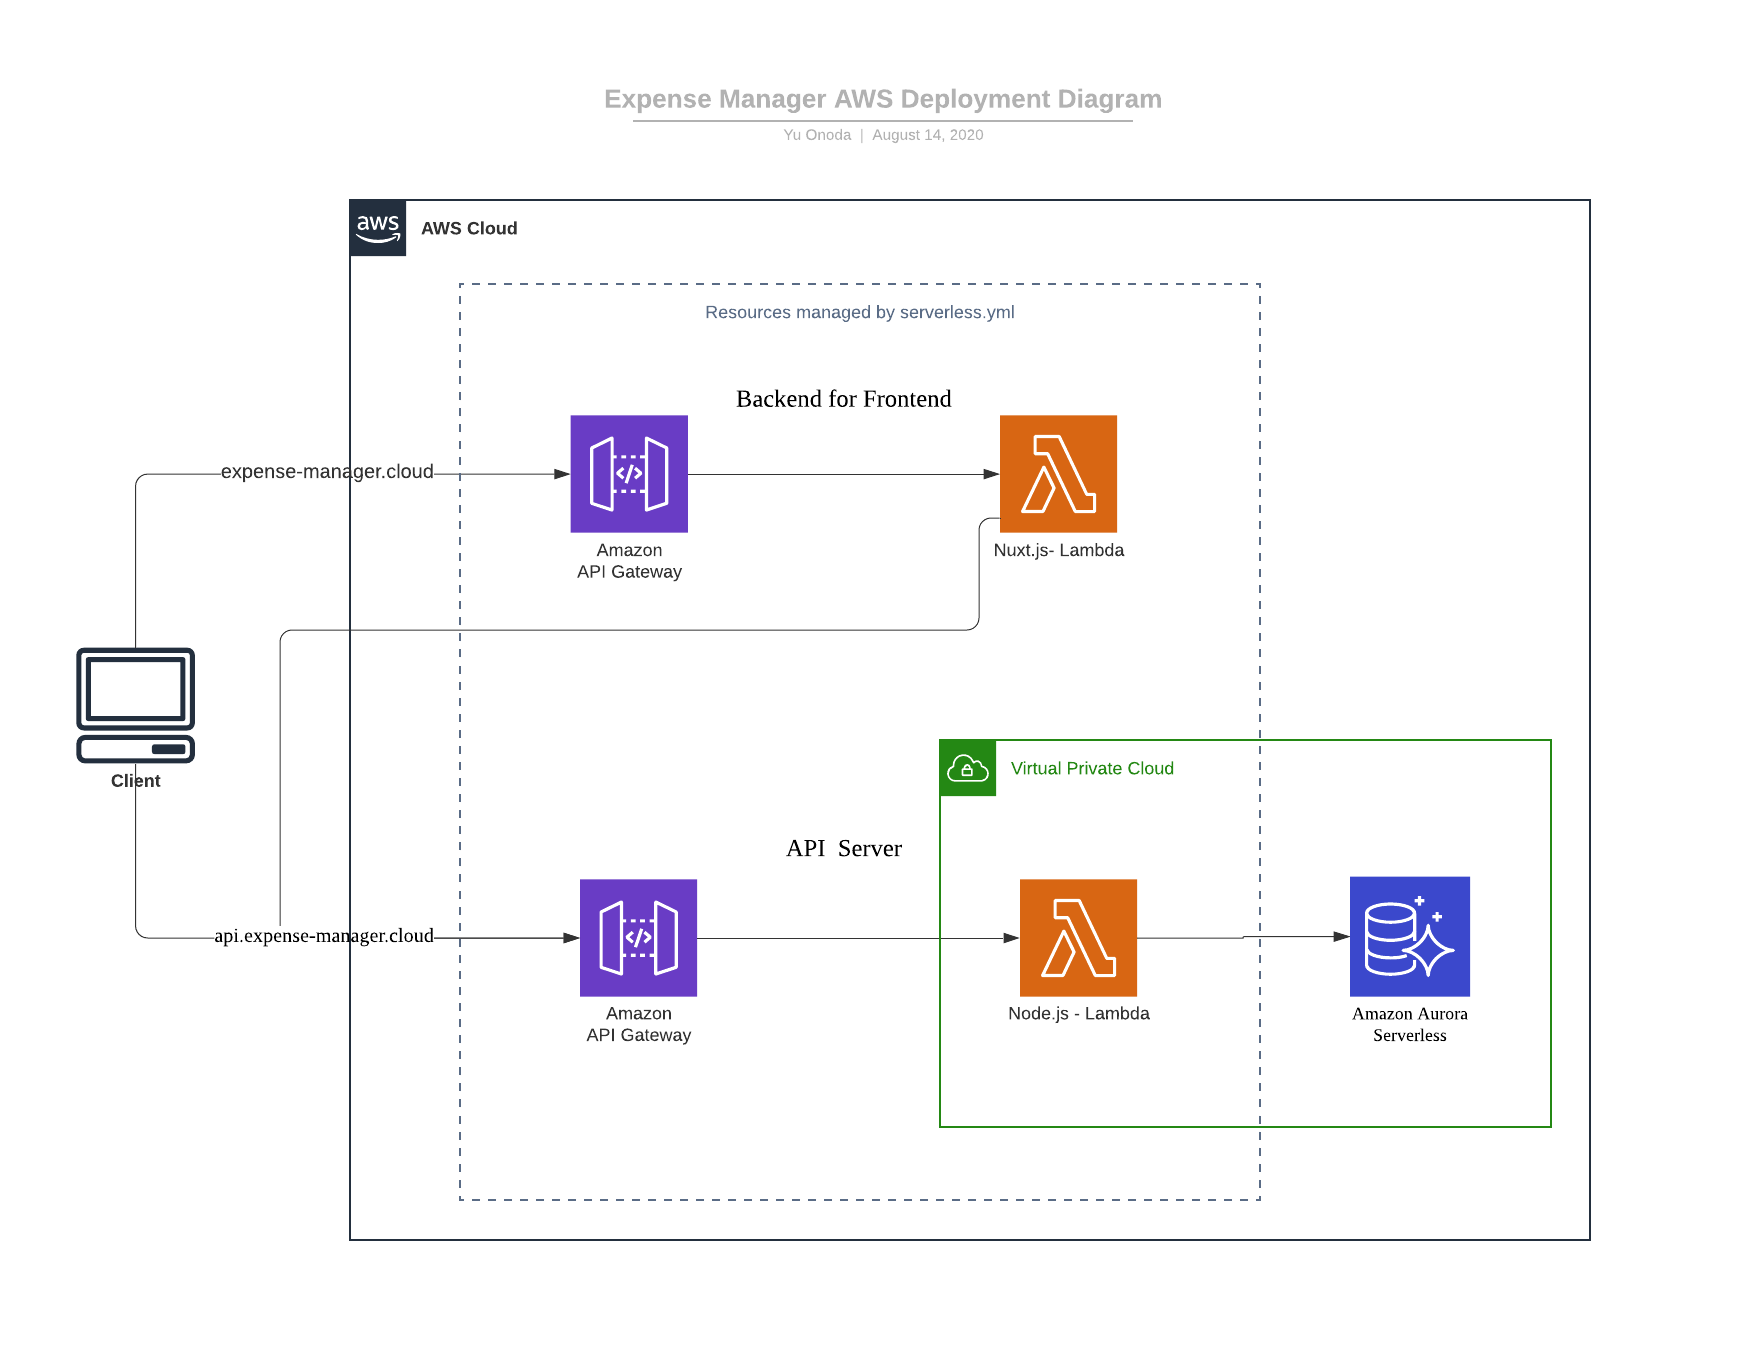 Expense Manager AWS Deployment Diagram
Yu Onoda | August 14, 2020
aws
AWS Cloud
Resources managed by serverless.yml
Backend for Frontend
expense-manager.cloud
Amazon
API Gateway
Nuxt.js- Lambda
Client
Virtual Private Cloud
API Server
api.expense-manager.cloud
Amazon
API Gateway
Node.js - Lambda
Amazon Aurora
Serverless